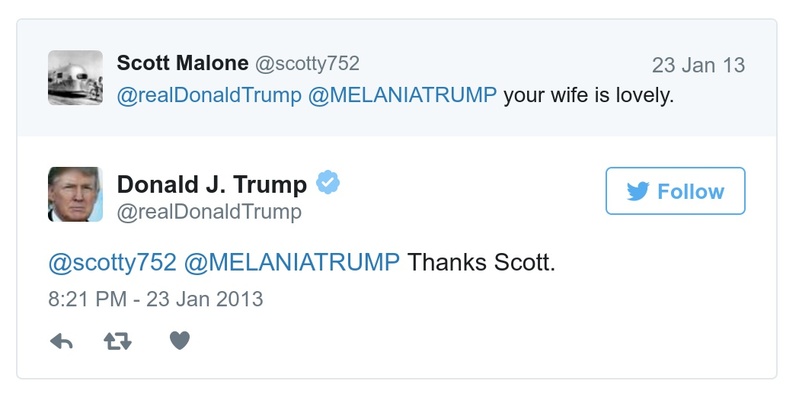 Scott Malone @scotty752 23 Jan 13
@realDonaldTrump @MELANIATRUMP your wife is lovely.
Donald J. Trump Follow
@realDonaldTrump
@scotty752 @MELANIATRUMP Thanks Scott.
8:21 PM - 23 Jan 2013